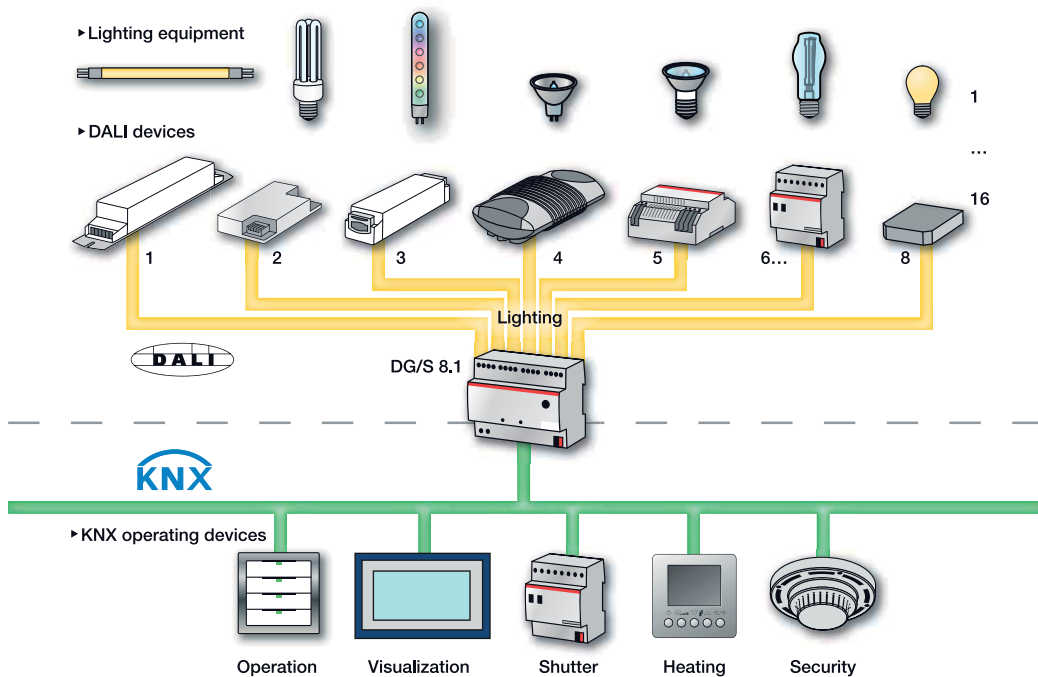 ▸Lighting equipment
1
▸DALI devices
...
16
1
2
3
4
5
6...
8
Lighting
DALI
DG/S 8.1
KNX
▸KNX operating devices
Operation
Visualization
Shutter
Heating
Security